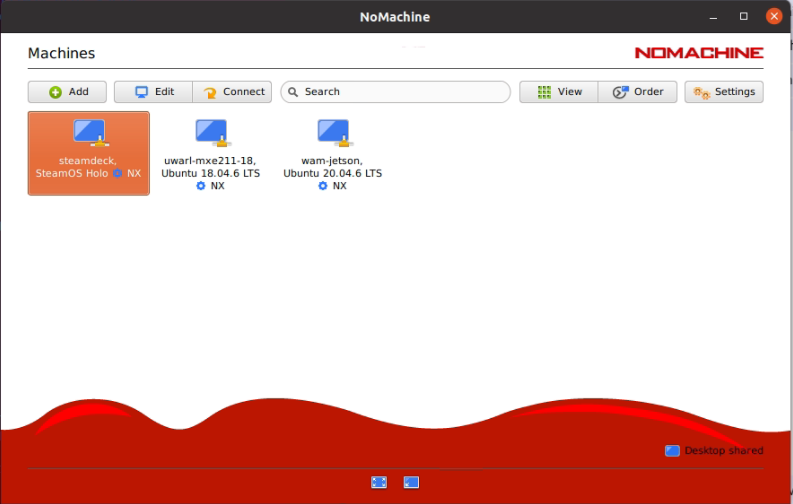 NoMachine
Machines
NOMACHINE
Add
Edit
Connect
Search
View
Order
Settings
steamdeck,
SteamOS Holo NX
uwarl-mxe211-18,
Ubuntu 18.04.6 LTS
NX
wam-jetson,
Ubuntu 20.04.6 LTS
NX
Desktop shared